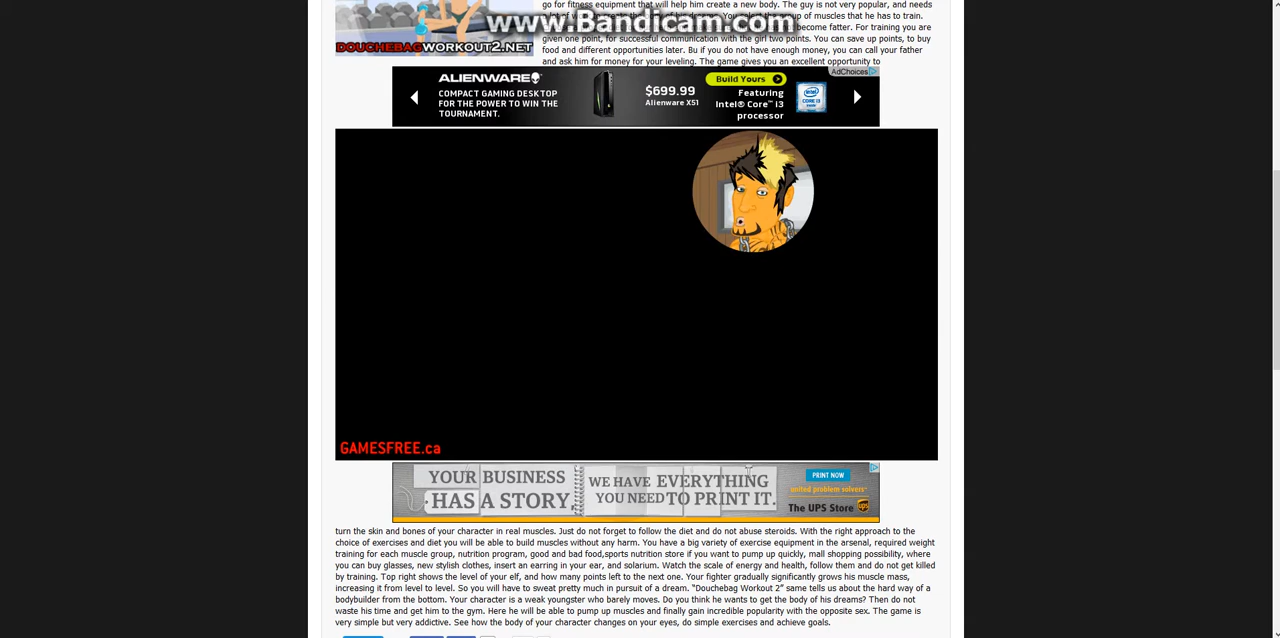 go for fitness equipment that will help him create a new body. The guy is not very popular, and needs
www.Bandicam.com
become fatter. For training you are
DOUCHEBAGWORKOUT2.NET
given one point, for successful communication with the girl two points. You can save up points, to buy
food and different opportunities later. Bu if you do not have enough money, you can call your father
and ask him for money for your leveling. The game gives you an excellent opportunity to
AdChoices
ALIENWARE
COMPACT GAMING DESKTOP
FOR THE POWER TO WIN THE
TOURNAMENT.
$699.99
Alienware X51
Build Yours
Featuring
Intel® Core™ i3
processor
intel
CORE i3
GAMESFREE.ca
YOUR BUSINESS
HAS A STORY,
WE HAVE EVERYTHING
YOU NEED TO PRINT IT.
PRINT NOW
united problem solvers™
The UPS Store
ups
turn the skin and bones of your character in real muscles. Just do not forget to follow the diet and do not abuse steroids. With the right approach to the
choice of exercises and diet you will be able to build muscles without any harm. You have a big variety of exercise equipment in the arsenal, required weight
training for each muscle group, nutrition program, good and bad food,sports nutrition store if you want to pump up quickly, mall shopping possibility, where
you can buy glasses, new stylish clothes, insert an earring in your ear, and solarium. Watch the scale of energy and health, follow them and do not get killed
by training. Top right shows the level of your elf, and how many points left to the next one. Your fighter gradually significantly grows his muscle mass,
increasing it from level to level. So you will have to sweat pretty much in pursuit of a dream. “Douchebag Workout 2” same tells us about the hard way of a
bodybuilder from the bottom. Your character is a weak youngster who barely moves. Do you think he wants to get the body of his dreams? Then do not
waste his time and get him to the gym. Here he will be able to pump up muscles and finally gain incredible popularity with the opposite sex. The game is
very simple but very addictive. See how the body of your character changes on your eyes, do simple exercises and achieve goals.